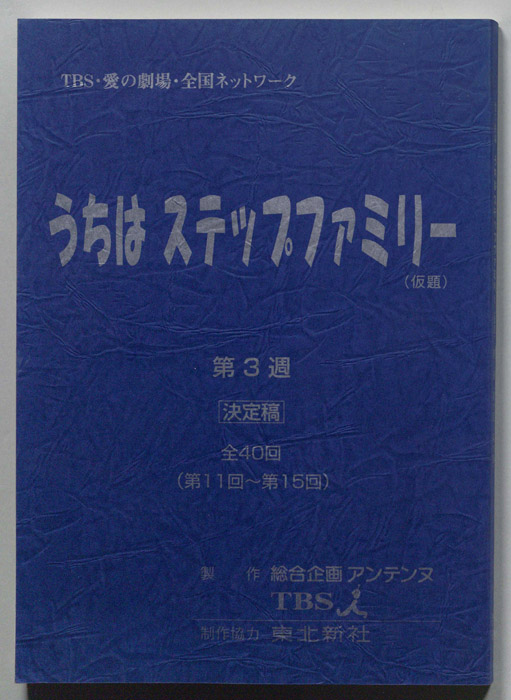 TBS・愛の劇場・全国ネットワーク
うちは ステップファミリー
(仮題)
第3週
決定稿
全40回
(第11回~第15回)
製 作 総合企画 アンテンヌ
TBS
制作協力 東北新社